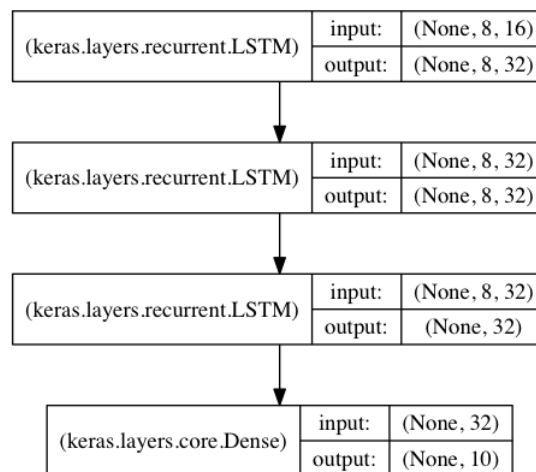 (keras.layers.recurrent.LSTM) input: (None, 8, 16)
output: (None, 8, 32)
(keras.layers.recurrent.LSTM) input: (None, 8, 32)
output: (None, 8, 32)
(keras.layers.recurrent.LSTM) input: (None, 8, 32)
output: (None, 32)
(keras.layers.core.Dense) input: (None, 32)
output: (None, 10)